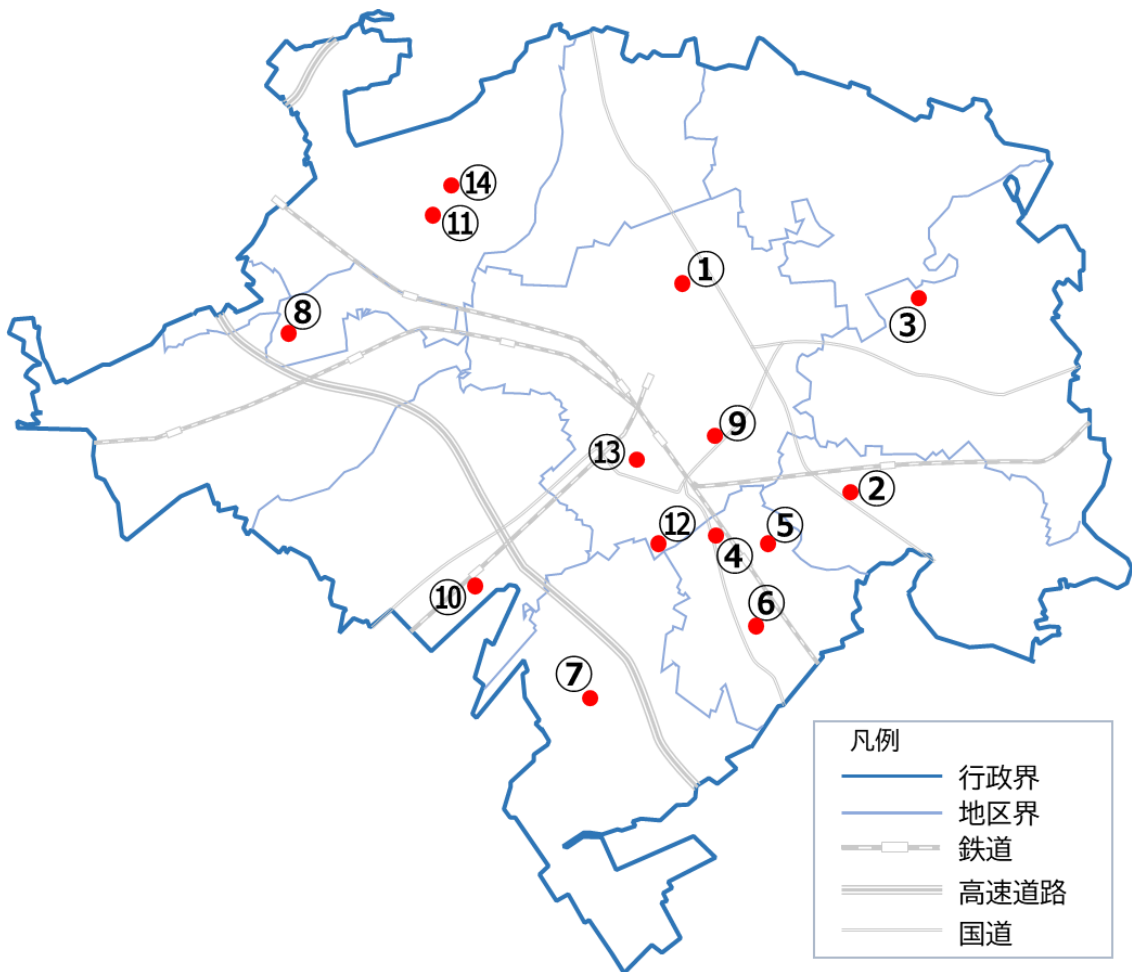 ⑭
⑪
①
⑧
③
⑨
⑬
②
⑫
⑤
④
⑩
⑥
⑦
凡例
行政界
地区界
鉄道
高速道路
国道